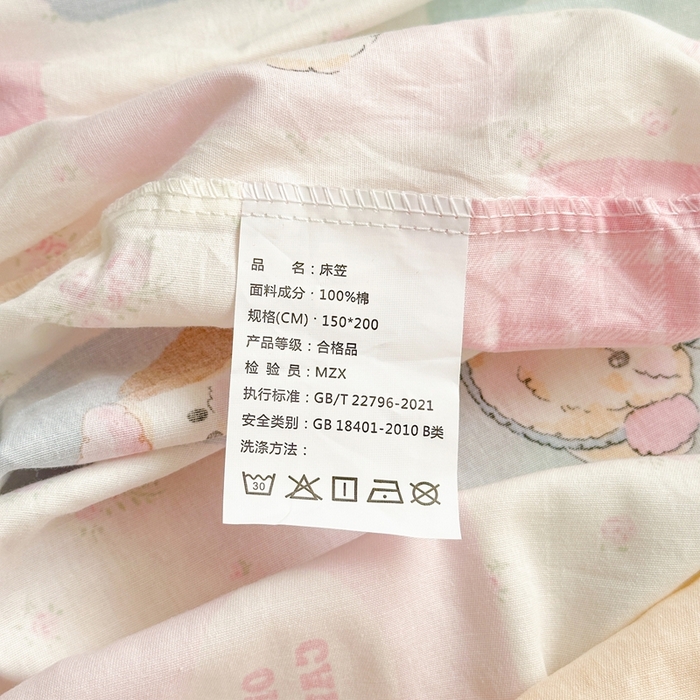 品 名：床笠
面料成分：100%棉
规格(CM)：150*200
产品等级：合格品
检 验 员：MZX
执行标准：GB/T 22796-2021
安全类别：GB 18401-2010 B类
洗涤方法：
30